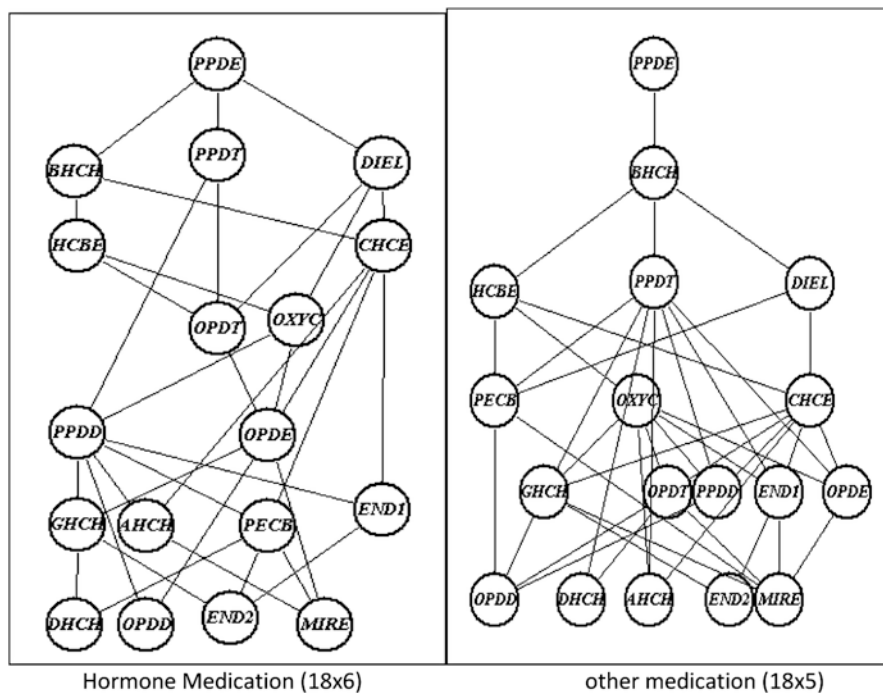 PPDE
BHCH PPDT DIEL
HCBE CHCE
OPDT OXYC
PPDD OPDE
GHCH AHCH PECB END1
DHCH OPDD END2 MIRE
Hormone Medication (18x6)
PPDE
BHCH
HCBE PPDT DIEL
PECB OXYC CHCE
GHCH OPDT PPDD END1 OPDE
OPDD DHCH AHCH END2 MIRE
other medication (18x5)